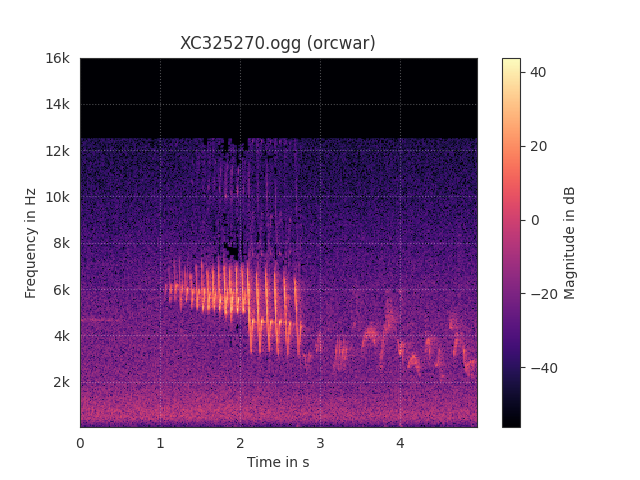 XC325270.ogg (orcwar)
16k
14k
12k
10k
8k
6k
4k
2k
Frequency in Hz
0
1
2
3
4
Time in s
40
20
0
−20
−40
Magnitude in dB